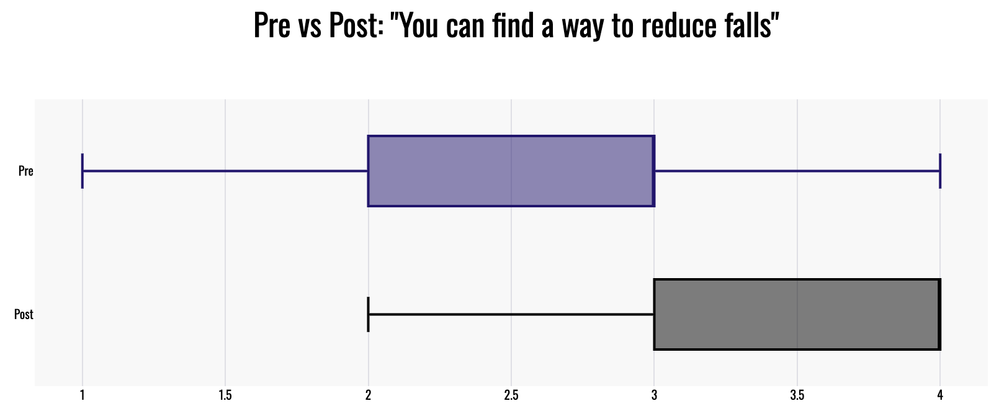 Pre vs Post: "You can find a way to reduce falls"
Pre
Post
1 1.5 2 2.5 3 3.5 4